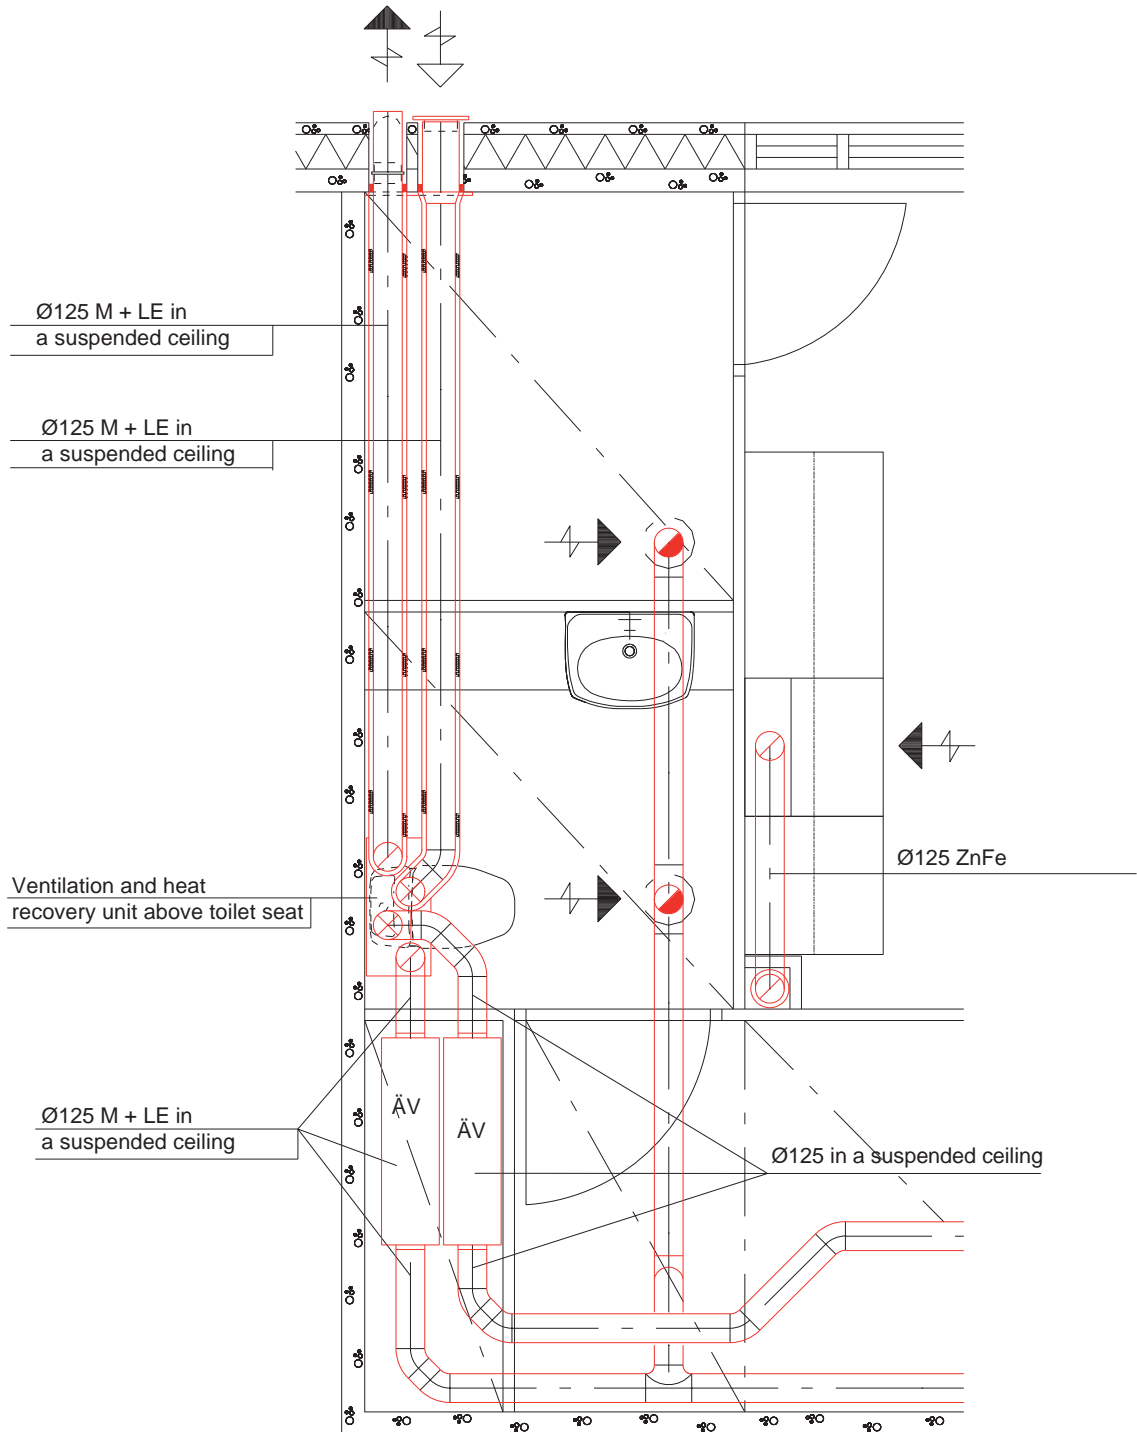 Ø125 M + LE in
a suspended ceiling
Ø125 M + LE in
a suspended ceiling
Ø125 ZnFe
Ventilation and heat
recovery unit above toilet seat
ÄV
ÄV
Ø125 M + LE in
a suspended ceiling
Ø125 in a suspended ceiling